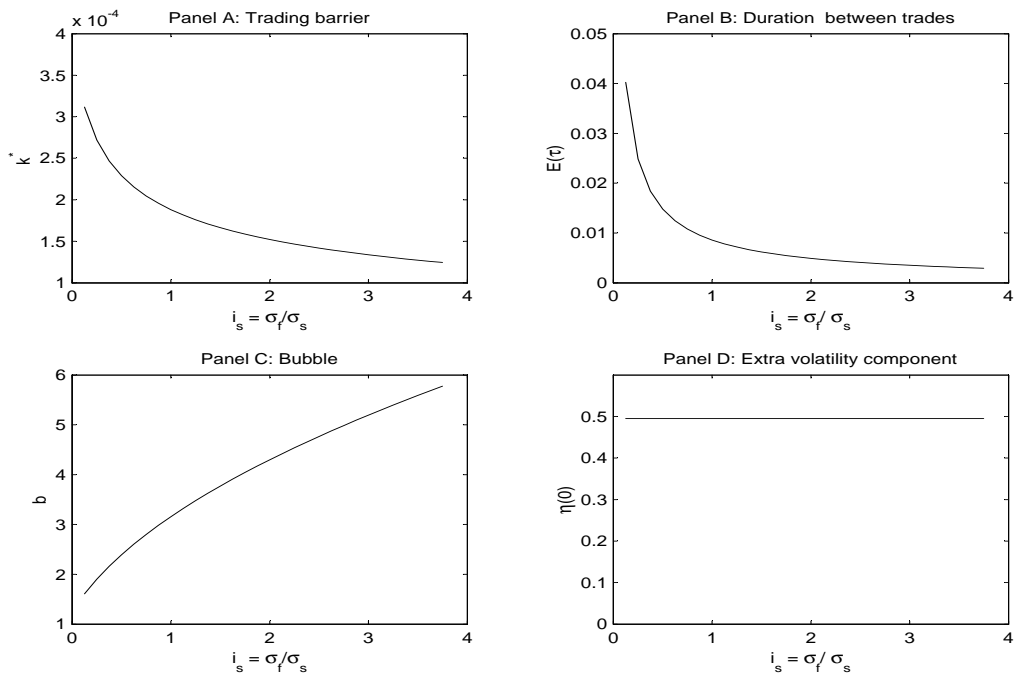 Panel A: Trading barrier
x 10⁻⁴
4
3.5
3
2.5
2
1.5
1
k*
0 1 2 3 4
i_s = σ_f/σ_s
Panel B: Duration between trades
0.05
0.04
0.03
0.02
0.01
0
E(τ)
0 1 2 3 4
i_s = σ_f/ σ_s
Panel C: Bubble
6
5
4
3
2
1
b
0 1 2 3 4
i_s = σ_f/σ_s
Panel D: Extra volatility component
0.5
0.4
0.3
0.2
0.1
0
η(0)
0 1 2 3 4
i_s = σ_f/ σ_s